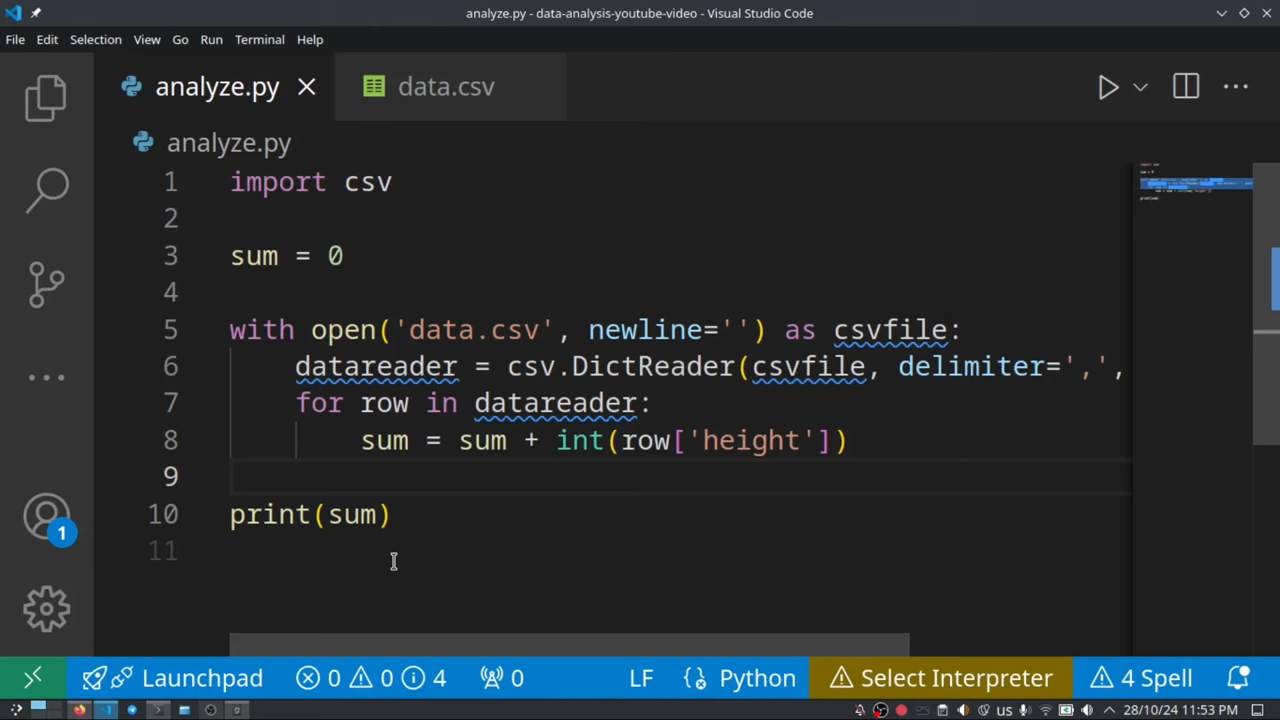 analyze.py - data-analysis-youtube-video - Visual Studio Code
File Edit Selection View Go Run Terminal Help
analyze.py data.csv
analyze.py
1 import csv
2
3 sum = 0
4
5 with open('data.csv', newline='') as csvfile:
6 datareader = csv.DictReader(csvfile, delimiter=',',
7 for row in datareader:
8 sum = sum + int(row['height'])
9
10 print(sum)
11
1
Launchpad 0 0 4 0 LF Python Select Interpreter 4 Spell
us 28/10/24 11:53 PM